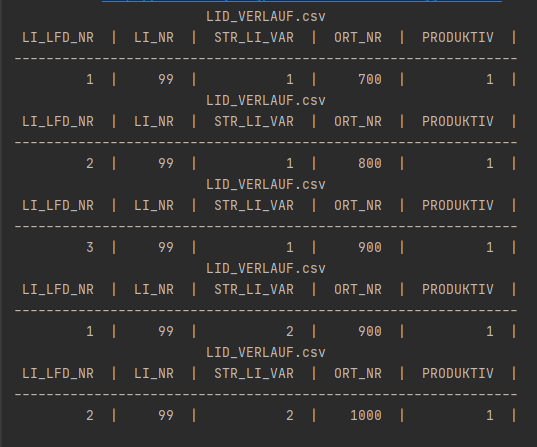 LID_VERLAUF.csv
LI_LFD_NR | LI_NR | STR_LI_VAR | ORT_NR | PRODUKTIV |
---------------------------------------------------------------
1 | 99 | 1 | 700 | 1 |
LID_VERLAUF.csv
LI_LFD_NR | LI_NR | STR_LI_VAR | ORT_NR | PRODUKTIV |
---------------------------------------------------------------
2 | 99 | 1 | 800 | 1 |
LID_VERLAUF.csv
LI_LFD_NR | LI_NR | STR_LI_VAR | ORT_NR | PRODUKTIV |
---------------------------------------------------------------
3 | 99 | 1 | 900 | 1 |
LID_VERLAUF.csv
LI_LFD_NR | LI_NR | STR_LI_VAR | ORT_NR | PRODUKTIV |
---------------------------------------------------------------
1 | 99 | 2 | 900 | 1 |
LID_VERLAUF.csv
LI_LFD_NR | LI_NR | STR_LI_VAR | ORT_NR | PRODUKTIV |
---------------------------------------------------------------
2 | 99 | 2 | 1000 | 1 |